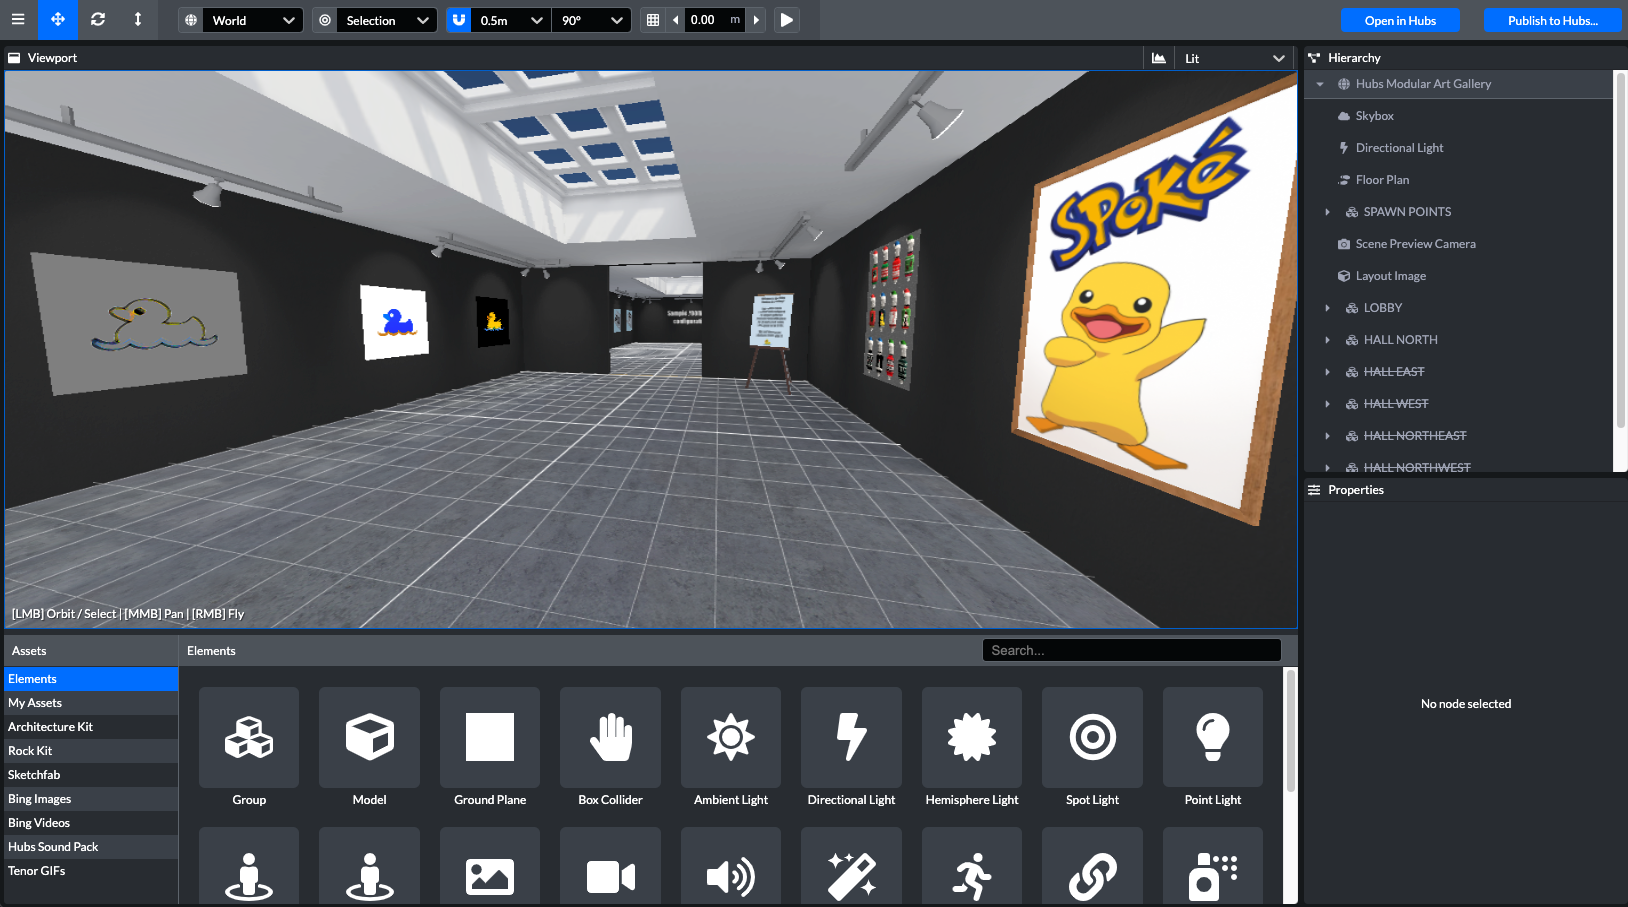 World
Selection
0.5m
90°
0.00 m
Open in Hubs
Publish to Hubs...
Viewport
Lit
SPOKÉ
[LMB] Orbit / Select | [MMB] Pan | [RMB] Fly
Hierarchy
Hubs Modular Art Gallery
Skybox
Directional Light
Floor Plan
SPAWN POINTS
Scene Preview Camera
Layout Image
LOBBY
HALL NORTH
HALL EAST
HALL WEST
HALL NORTHEAST
HALL NORTHWEST
Properties
No node selected
Assets
Elements
My Assets
Architecture Kit
Rock Kit
Sketchfab
Bing Images
Bing Videos
Hubs Sound Pack
Tenor GIFs
Elements
Search...
Group
Model
Ground Plane
Box Collider
Ambient Light
Directional Light
Hemisphere Light
Spot Light
Point Light